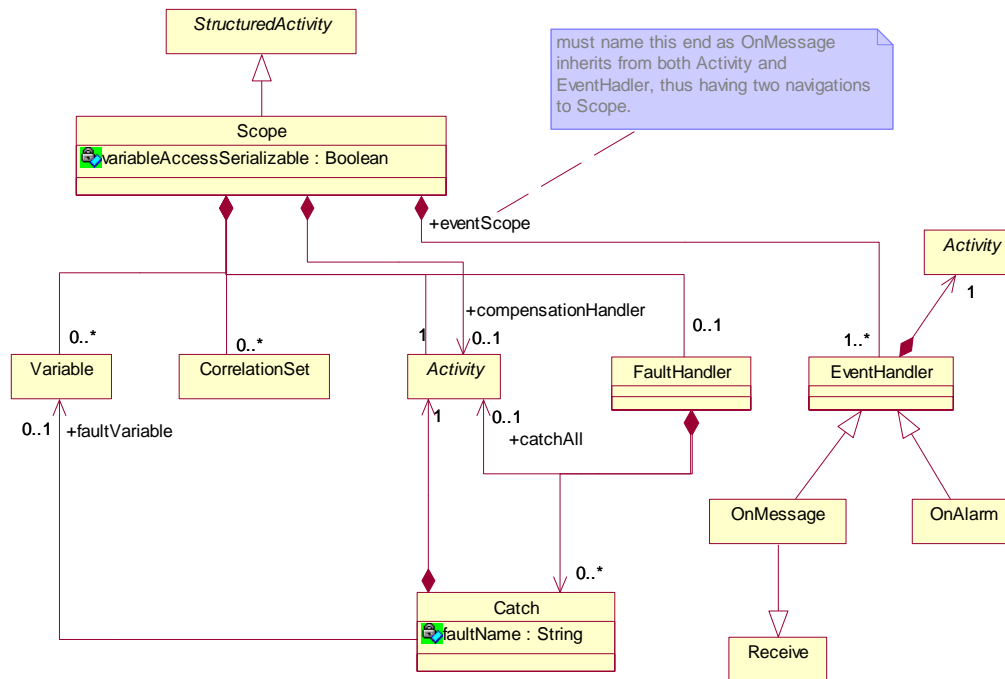 StructuredActivity
must name this end as OnMessage
inherits from both Activity and
EventHadler, thus having two navigations
to Scope.
Scope
variableAccessSerializable : Boolean
+eventScope
Activity
1
+compensationHandler
0..*
0..*
1
0..1
0..1
1..*
Variable
CorrelationSet
Activity
FaultHandler
EventHandler
0..1
+faultVariable
1
0..1
+catchAll
OnMessage
OnAlarm
0..*
Catch
faultName : String
Receive